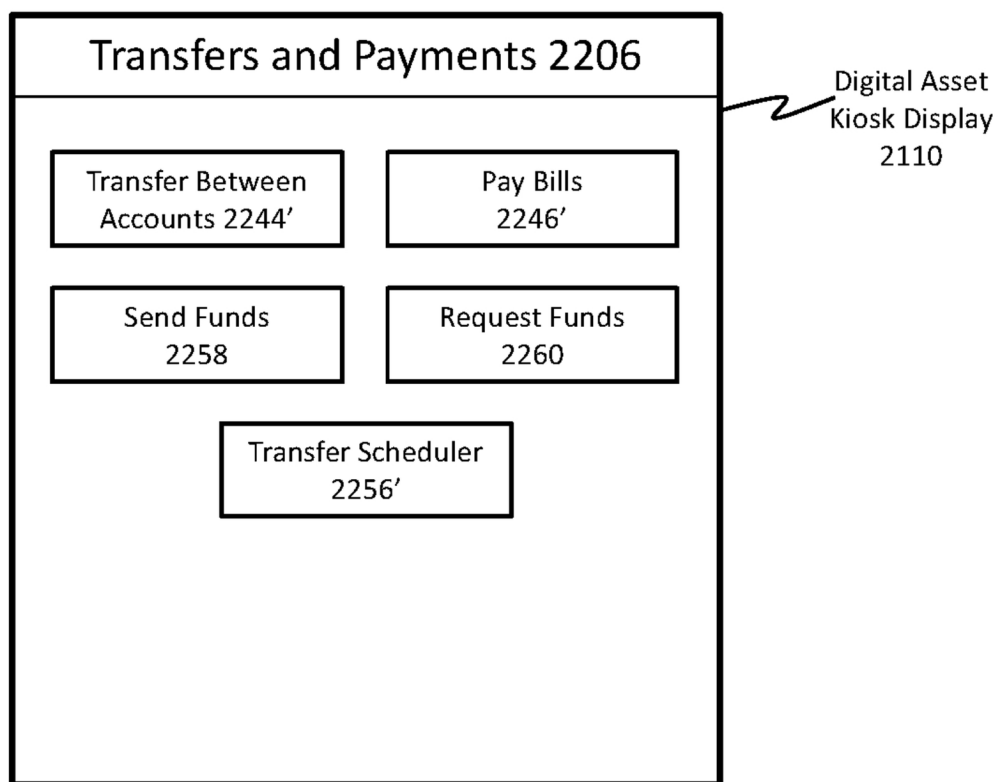 Transfers and Payments 2206
Digital Asset
Kiosk Display
2110
Transfer Between
Accounts 2244’
Pay Bills
2246’
Send Funds
2258
Request Funds
2260
Transfer Scheduler
2256’